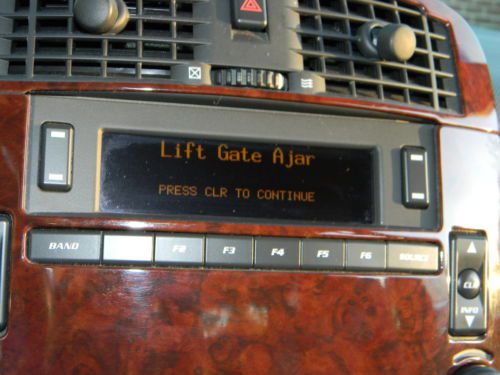 Lift Gate Ajar
PRESS CLR TO CONTINUE
BAND F2 F3 F4 F5 F6 SOURCE
CLR
INFO